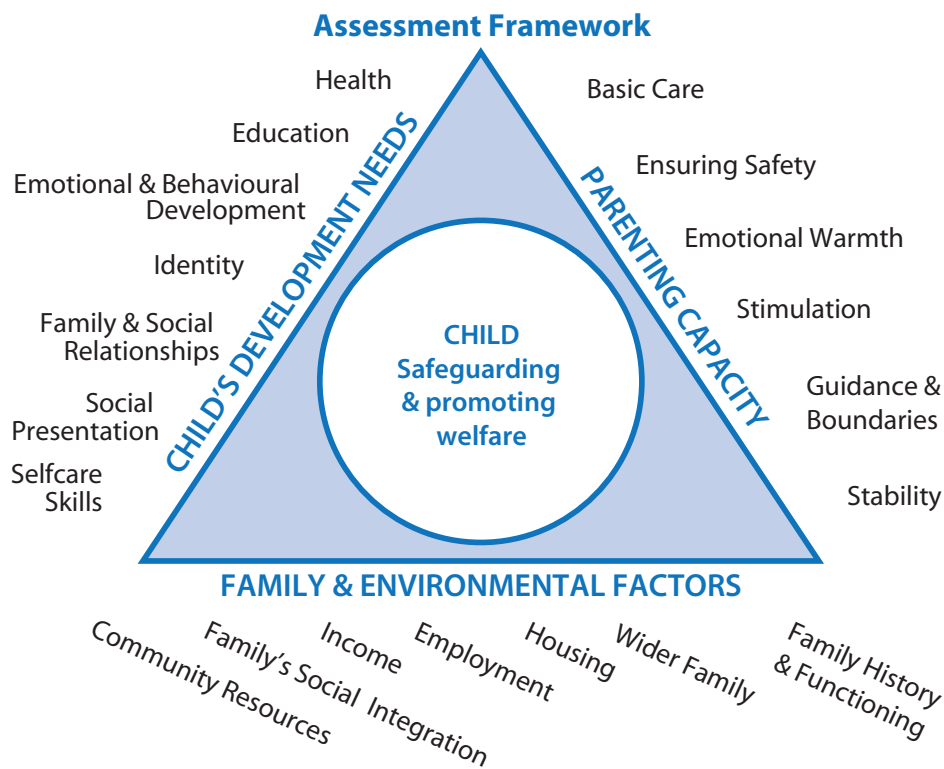 Assessment Framework
Health
Education
Emotional & Behavioural
Development
Identity
Family & Social
Relationships
Social
Presentation
Selfcare
Skills
CHILD'S DEVELOPMENT NEEDS
CHILD
Safeguarding
& promoting
welfare
PARENTING CAPACITY
Basic Care
Ensuring Safety
Emotional Warmth
Stimulation
Guidance &
Boundaries
Stability
FAMILY & ENVIRONMENTAL FACTORS
Community Resources
Family's Social Integration
Income
Employment
Housing
Wider Family
Family History
& Functioning